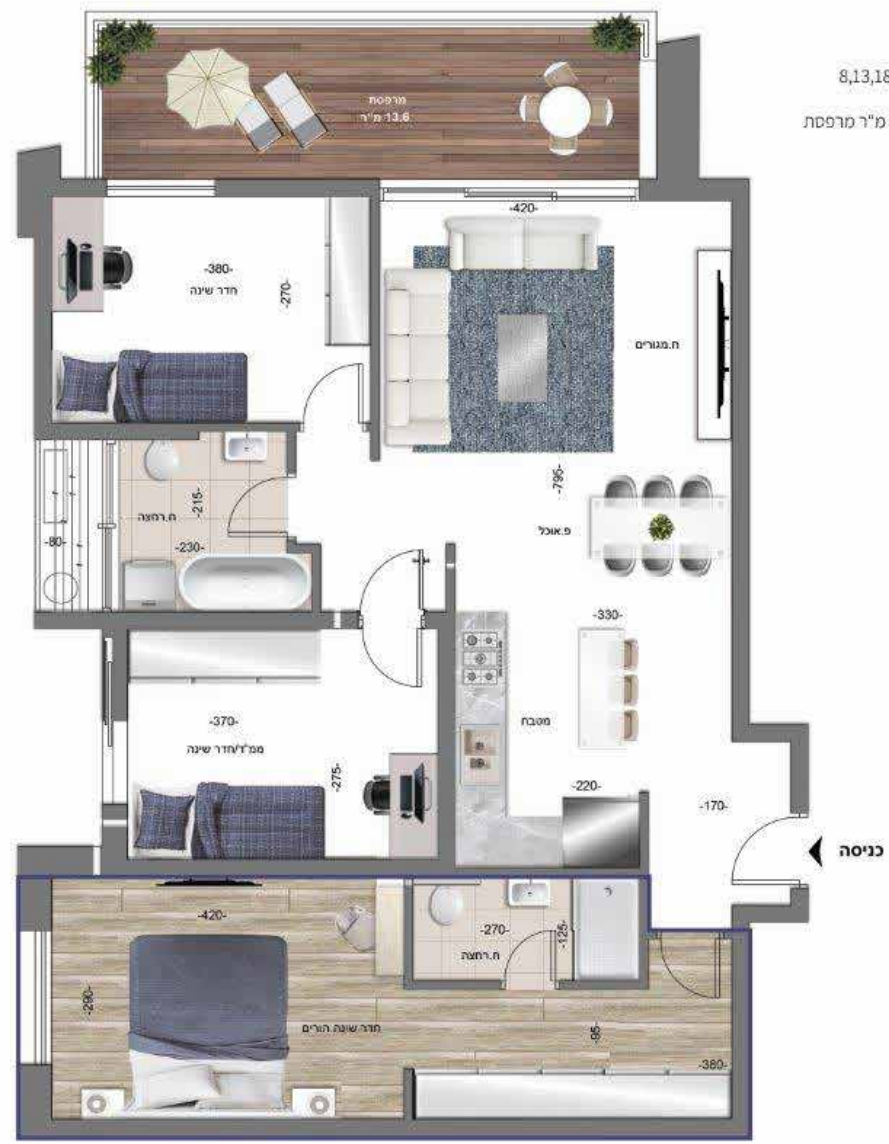 8,13,18
מ"ר מרפסת
מרפסת
13.6 מ"ר
-420-
-380-
חדר שינה
-270-
ח.מגורים
-795-
-215-
ח.רחצה
-230-
-80-
פ.אוכל
-330-
מטבח
-370-
ממ"ד/חדר שינה
-275-
-220-
-170-
כניסה
-420-
-270-
-125-
ח.רחצה
-290-
חדר שינה הורים
-95-
-380-